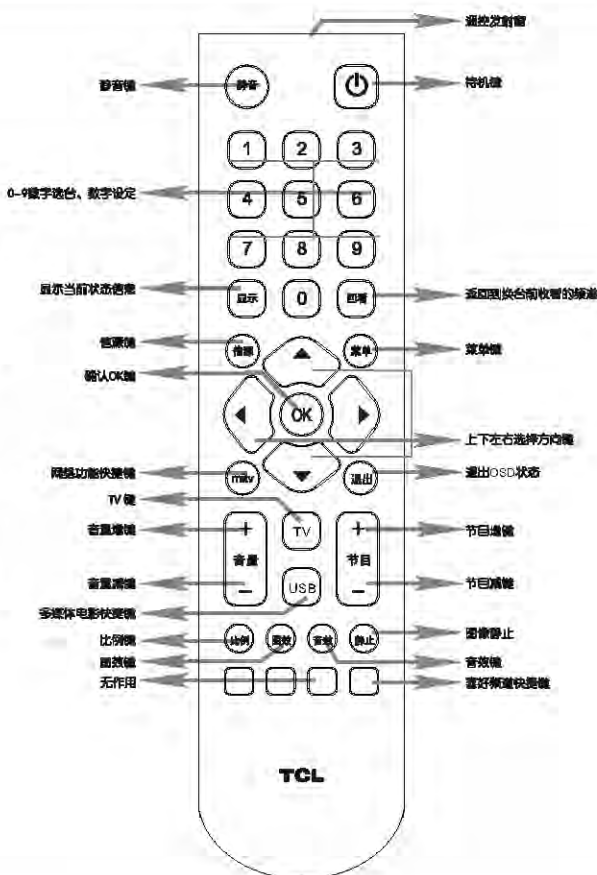 遥控发射窗
静音键
静音
待机键
1 2 3
0-9数字选台、数字设定
4 5 6
7 8 9
显示当前状态信息
显示
0
回看
返回到换台前收看的频道
信源键
信源
菜单
菜单键
确认OK键
OK
上下左右选择方向键
网络功能快捷键
mitv
退出
退出OSD状态
TV键
TV
音量增键
+
音量
-
+
节目
-
节目增键
音量减键
节目减键
USB
多媒体电影快捷键
比例键
比例
图效
音效
静止
图像静止
图效键
音效键
无作用
喜好频道快捷键
TCL